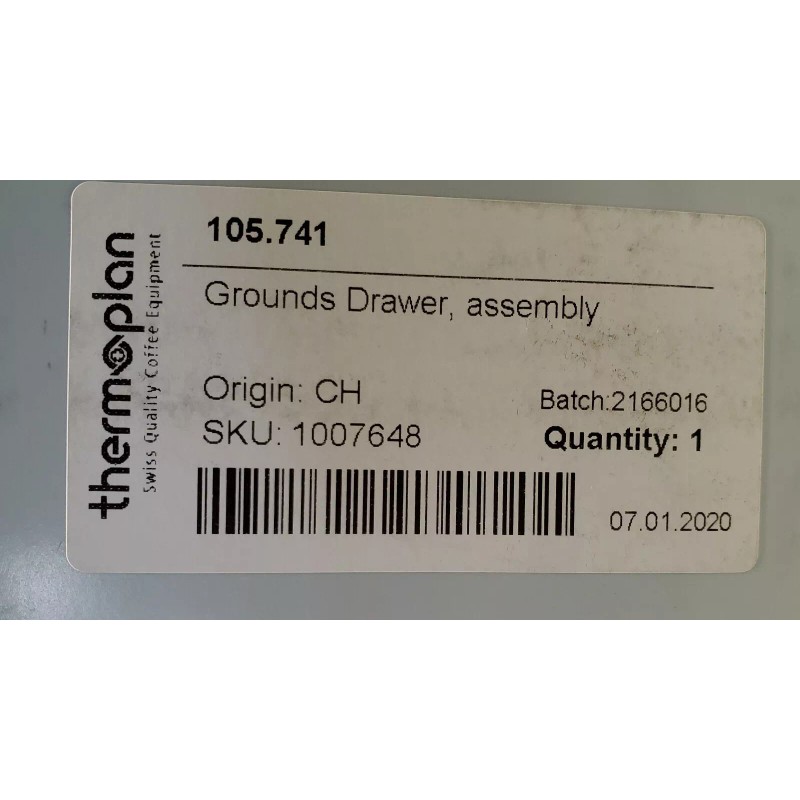 thermoplan
Swiss Quality Coffee Equipment
105.741
Grounds Drawer, assembly
Origin: CH
Batch:2166016
SKU: 1007648
Quantity: 1
07.01.2020